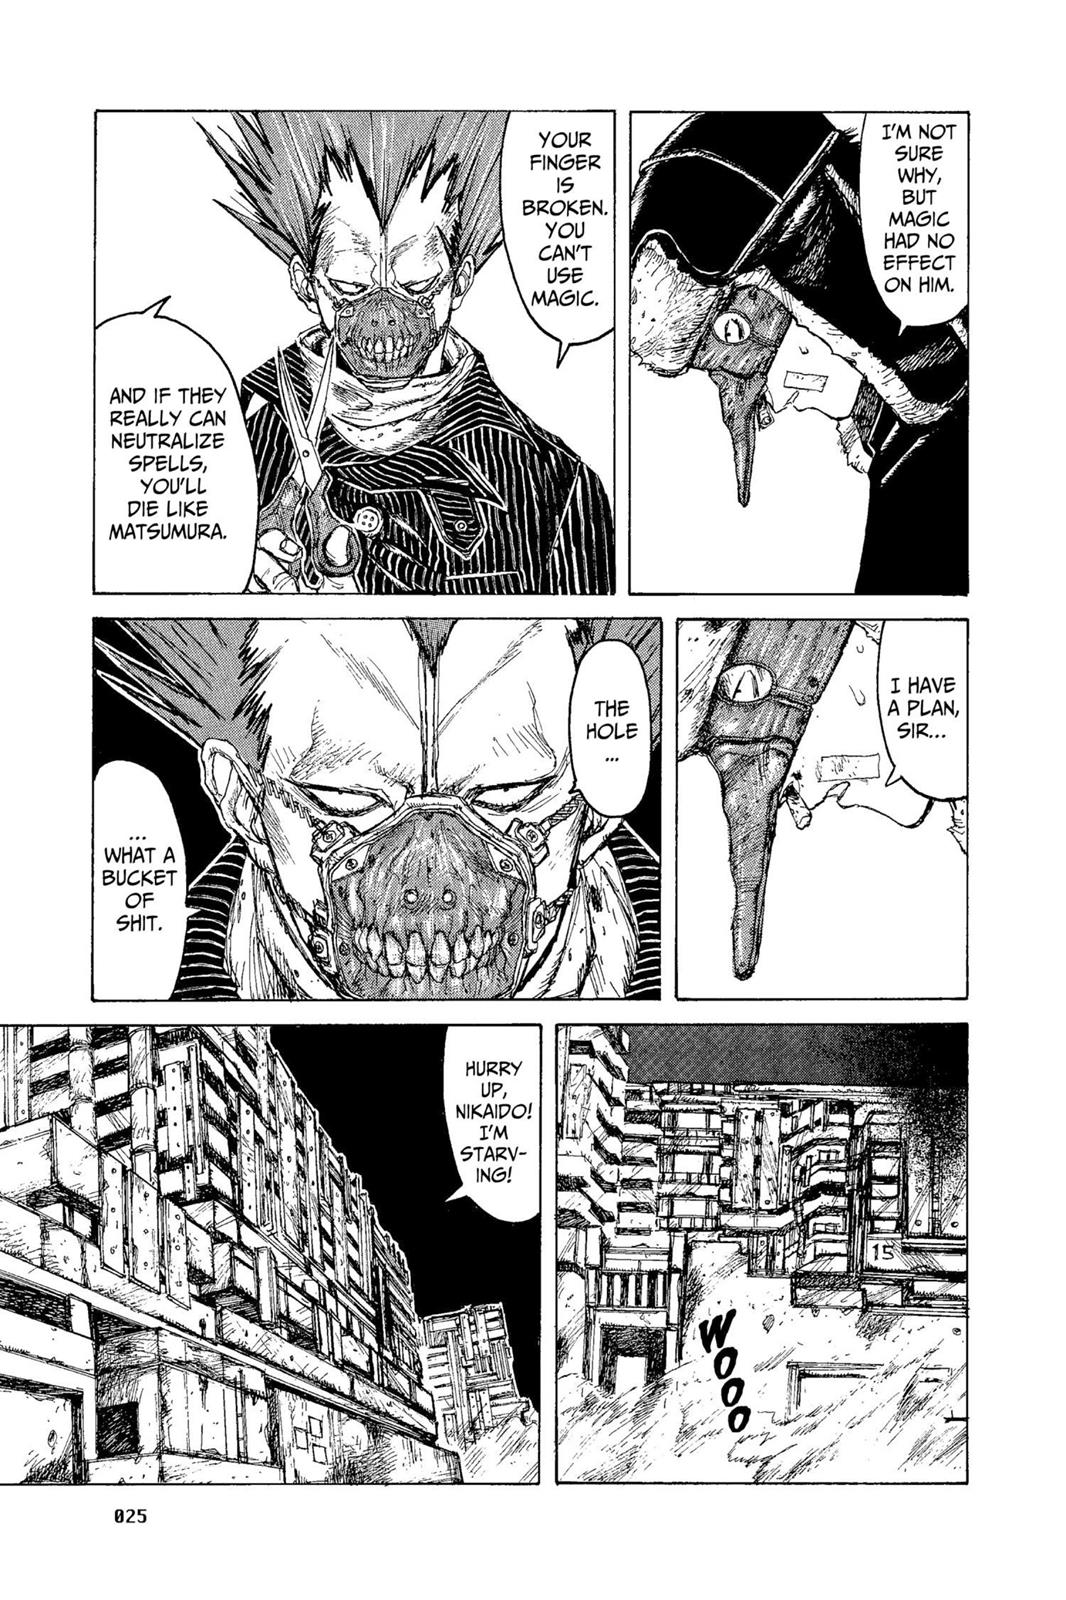 I'M NOT
SURE
WHY,
BUT
MAGIC
HAD NO
EFFECT
ON HIM.
YOUR
FINGER
IS
BROKEN.
YOU
CAN'T
USE
MAGIC.
AND IF THEY
REALLY CAN
NEUTRALIZE
SPELLS,
YOU'LL
DIE LIKE
MATSUMURA.
I HAVE
A PLAN,
SIR...
THE
HOLE
...
...
WHAT A
BUCKET
OF
SHIT.
15
WOOO
HURRY
UP,
NIKAIDO!
I'M
STARV-
ING!
025